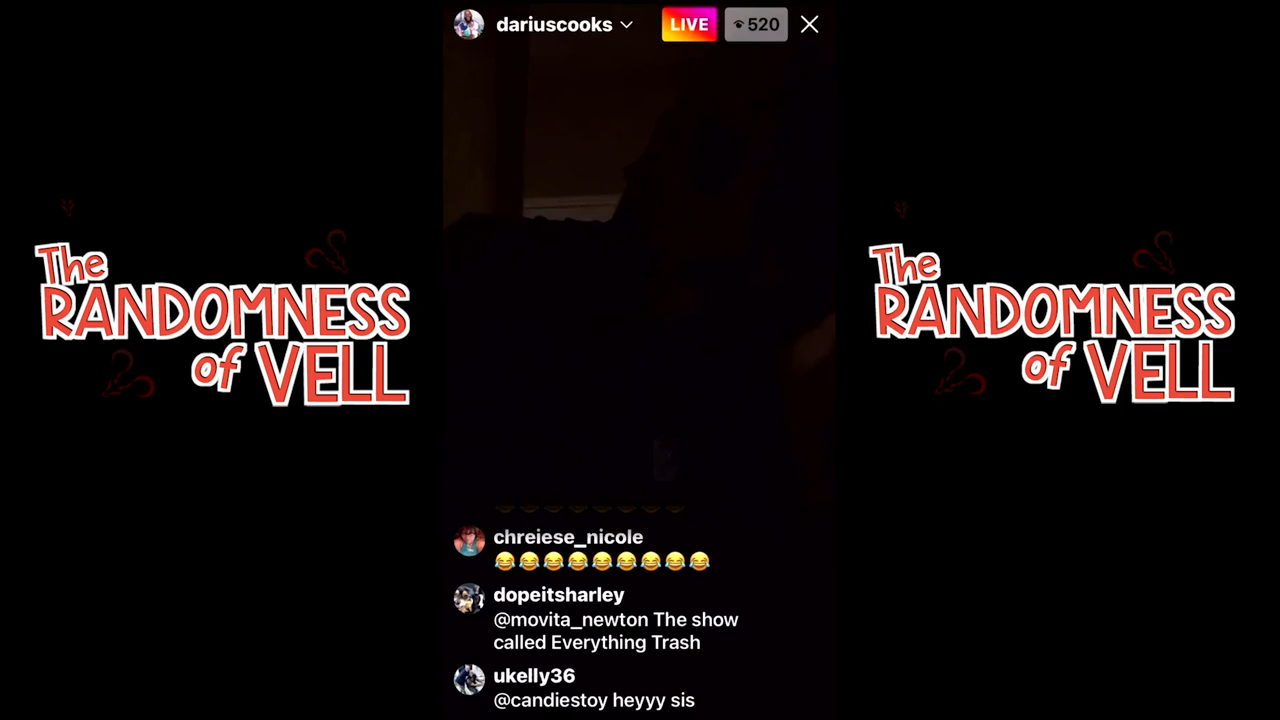 dariuscooks
LIVE
520
The
RANDOMNESS
of VELL
The
RANDOMNESS
of VELL
😂😂😂😂😂😂😂😂
chreiese_nicole
😂😂😂😂😂😂😂😂😂
dopeitsharley
@movita_newton The show
called Everything Trash
ukelly36
@candiestoy heyyy sis